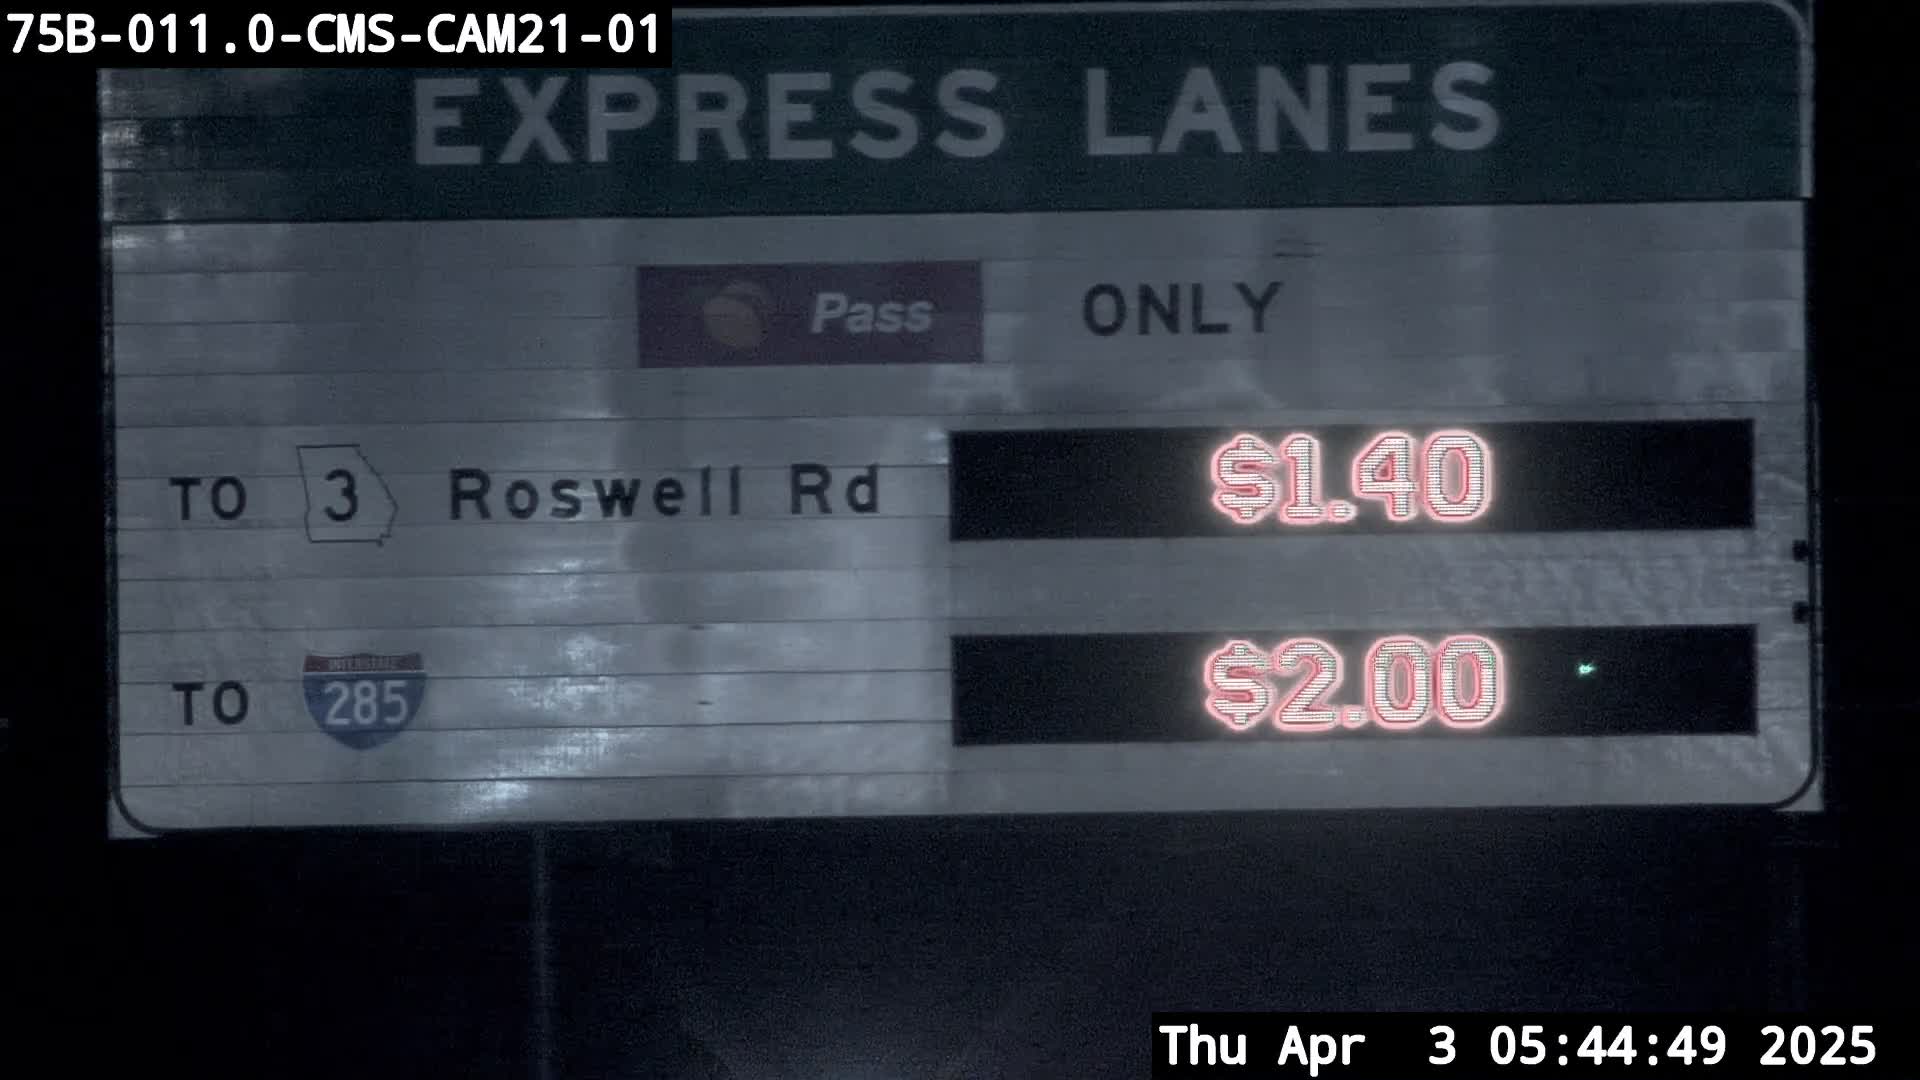 75B-011.0-CMS-CAM21-01
EXPRESS LANES
Pass ONLY
TO 3 Roswell Rd $1.40
INTERSTATE
TO 285 $2.00
Thu Apr 3 05:44:49 2025